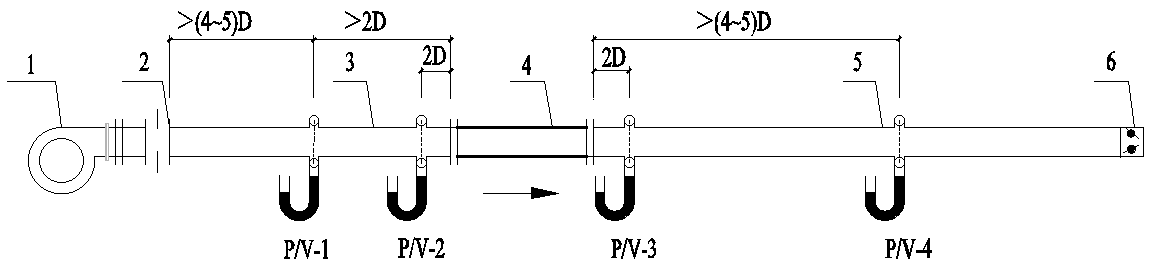 >(4~5)D
>2D
>(4~5)D
2D
2D
1
2
3
4
5
6
P/V-1
P/V-2
P/V-3
P/V-4